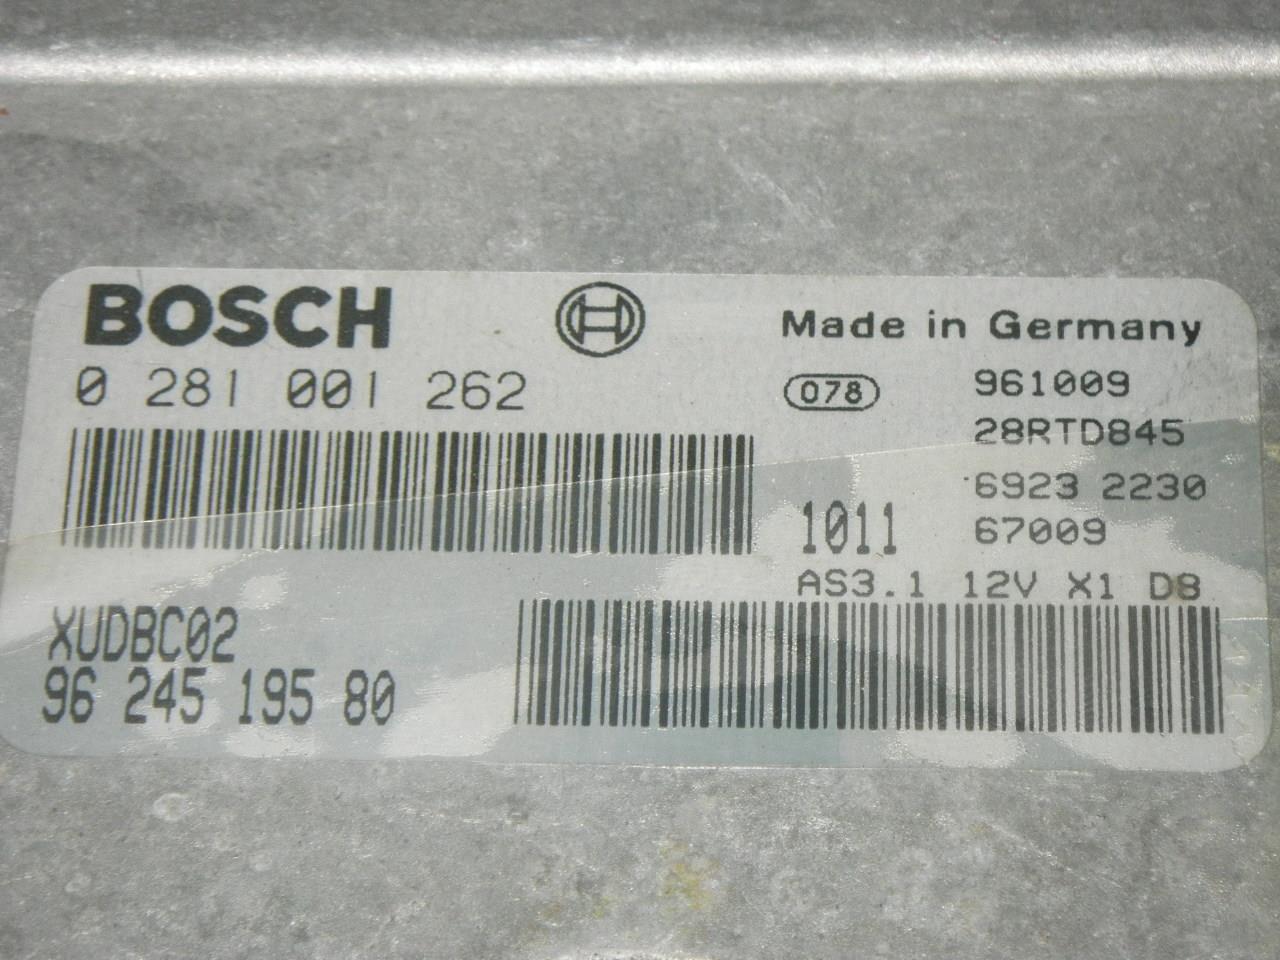 BOSCH
Made in Germany
0 281 001 262
078
961009
28RTD845
6923 2230
1011
67009
AS3.1 12V X1 D8
XUDBC02
96 245 195 80